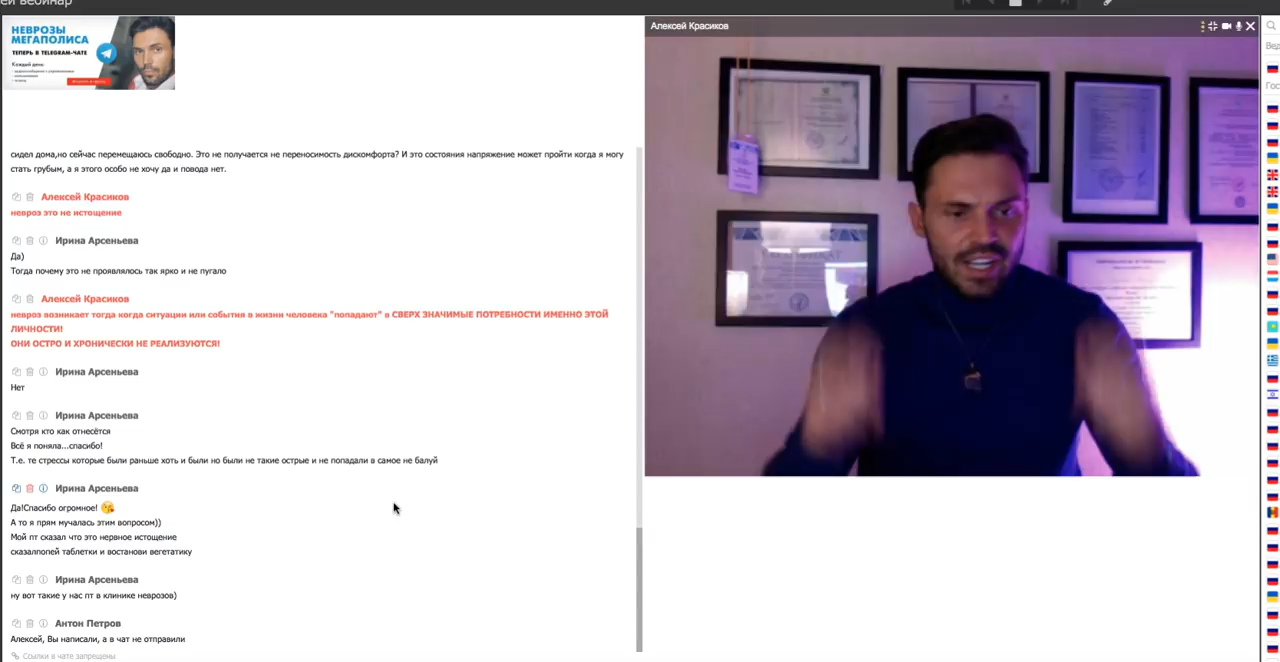 ей вебинар
НЕВРОЗЫ
МЕГАПОЛИСА
ТЕПЕРЬ В TELEGRAM-ЧАТЕ
Каждый день:
сидел дома,но сейчас перемещаюсь свободно. Это не получается не переносимость дискомфорта? И это состояния напряжение может пройти когда я могу
стать грубым, а я этого особо не хочу да и повода нет.
Алексей Красиков
невроз это не истощение
Ирина Арсеньева
Да)
Тогда почему это не проявлялось так ярко и не пугало
Алексей Красиков
невроз возникает тогда когда ситуации или события в жизни человека "попадают" в СВЕРХ ЗНАЧИМЫЕ ПОТРЕБНОСТИ ИМЕННО ЭТОЙ
ЛИЧНОСТИ!
ОНИ ОСТРО И ХРОНИЧЕСКИ НЕ РЕАЛИЗУЮТСЯ!
Ирина Арсеньева
Нет
Ирина Арсеньева
Смотря кто как отнесётся
Всё я поняла...спасибо!
Т.е. те стрессы которые были раньше хоть и были но были не такие острые и не попадали в самое не балуй
Ирина Арсеньева
Да!Спасибо огромное! 😘
А то я прям мучалась этим вопросом))
Мой пт сказал что это нервное истощение
сказалпопей таблетки и востанови вегетатику
Ирина Арсеньева
ну вот такие у нас пт в клинике неврозов)
Антон Петров
Алексей, Вы написали, а в чат не отправили
Ссылки в чате запрещены
Алексей Красиков
Вед
Гос